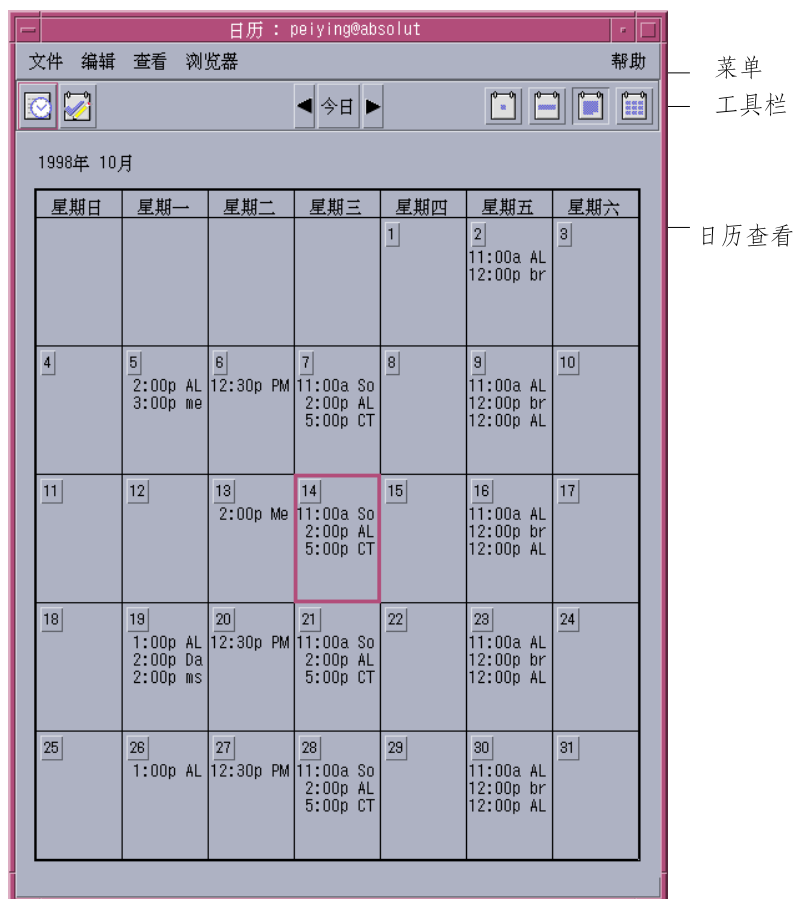 日历 : peiying@absolut
文件 编辑 查看 浏览器 帮助
菜单
今日
工具栏
1998年 10月
星期日 星期一 星期二 星期三 星期四 星期五 星期六
日历查看
1 2 3
11:00a AL
12:00p br
4 5 6 7 8 9 10
2:00p AL 12:30p PM 11:00a So 11:00a AL
3:00p me 2:00p AL 12:00p br
5:00p CT 12:00p AL
11 12 13 14 15 16 17
2:00p Me 11:00a So 11:00a AL
2:00p AL 12:00p br
5:00p CT 12:00p AL
18 19 20 21 22 23 24
1:00p AL 12:30p PM 11:00a So 11:00a AL
2:00p Da 2:00p AL 12:00p br
2:00p ms 5:00p CT 12:00p AL
25 26 27 28 29 30 31
1:00p AL 12:30p PM 11:00a So 11:00a AL
2:00p AL 12:00p br
5:00p CT 12:00p AL